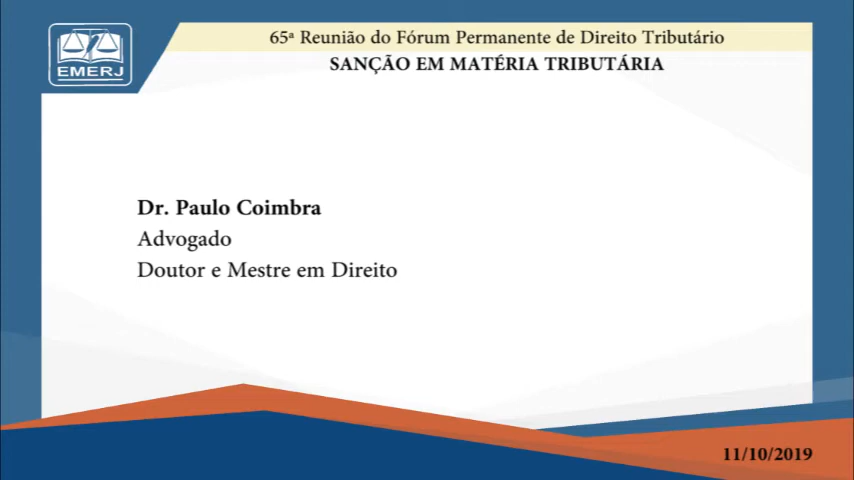 65ª Reunião do Fórum Permanente de Direito Tributário
SANÇÃO EM MATÉRIA TRIBUTÁRIA
EMERJ
Dr. Paulo Coimbra
Advogado
Doutor e Mestre em Direito
11/10/2019